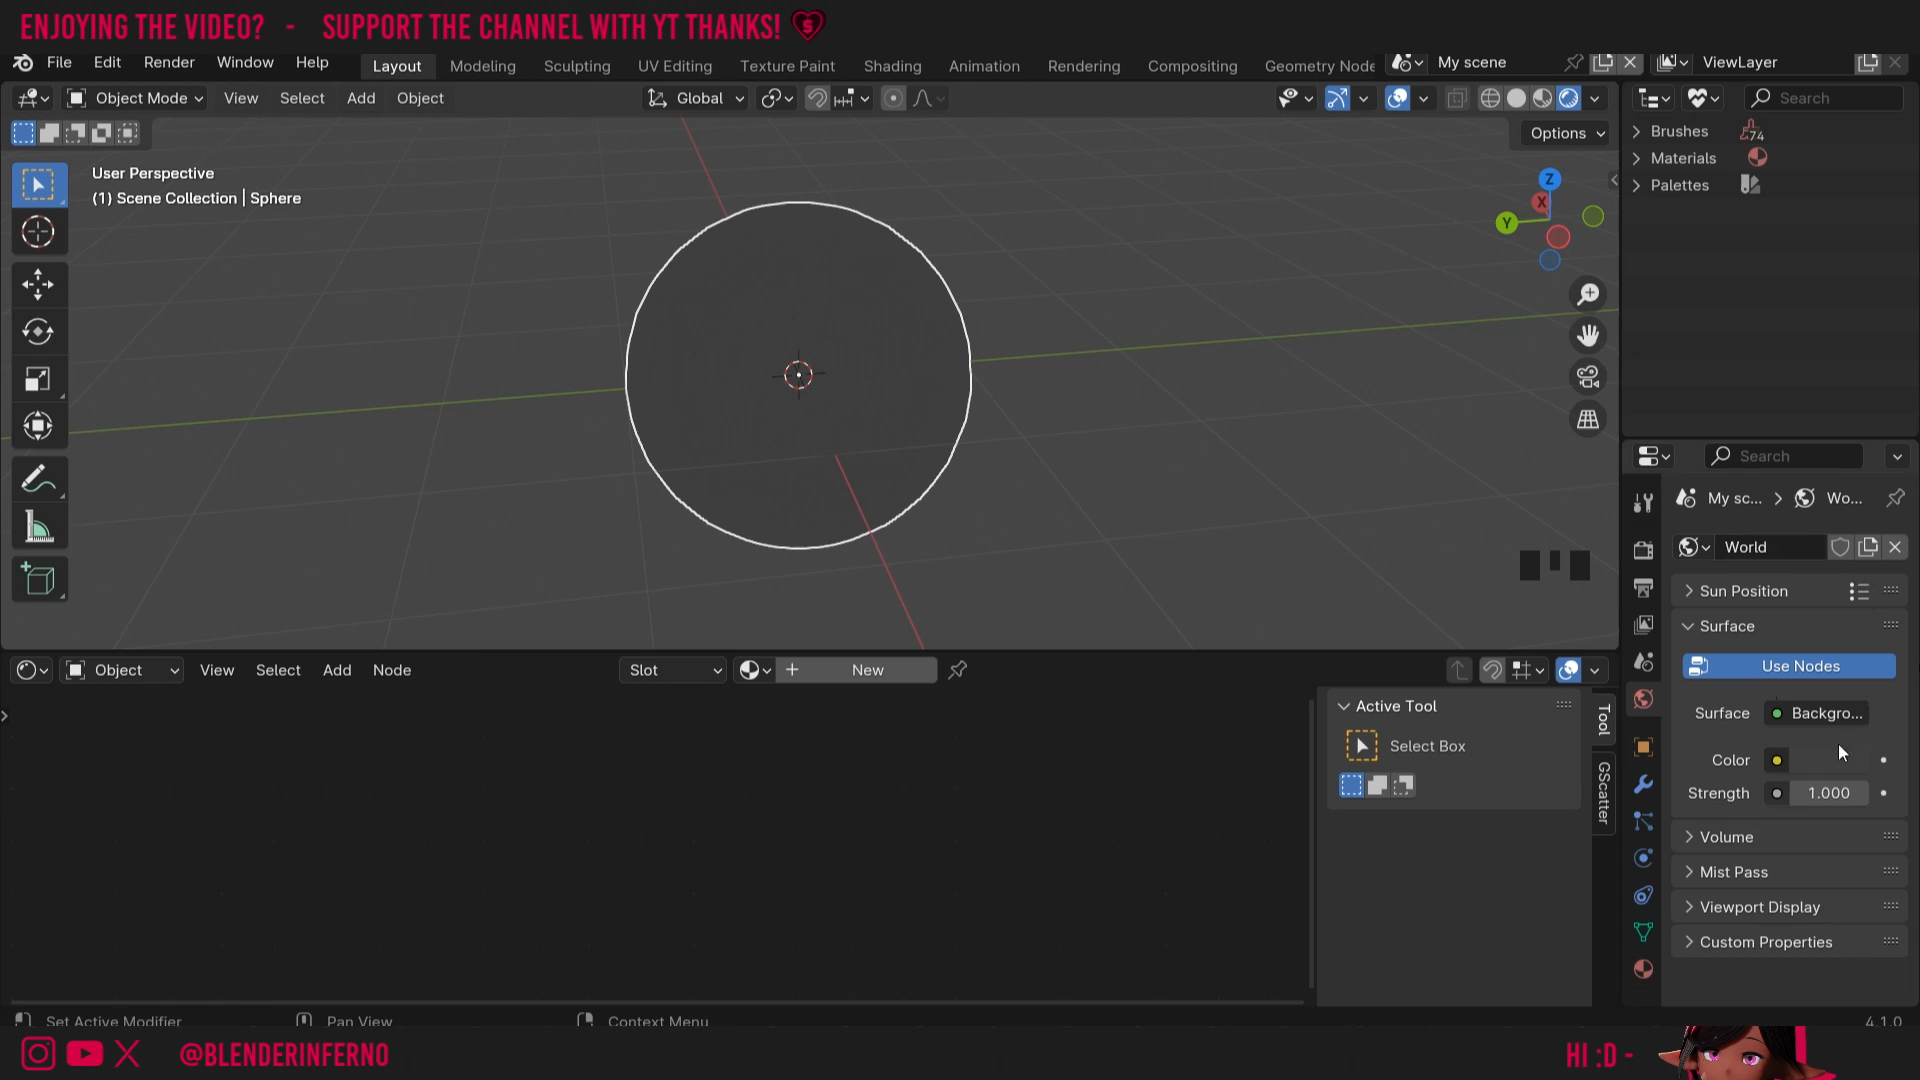 ENJOYING THE VIDEO? - SUPPORT THE CHANNEL WITH YT THANKS! S
File Edit Render Window Help Layout Modeling Sculpting UV Editing Texture Paint Shading Animation Rendering Compositing Geometry Node My scene ViewLayer
Object Mode View Select Add Object Global Search
Options
Brushes 74
Materials
Palettes
User Perspective
(1) Scene Collection | Sphere
Z
X
Y
Search
My sc... > Wo...
World
Sun Position
Surface
Use Nodes
Surface Backgro...
Color
Strength 1.000
Volume
Mist Pass
Viewport Display
Custom Properties
Object View Select Add Node Slot New
Active Tool
Select Box
Tool
GScatter
Set Active Modifier Pan View Context Menu 4.1.0
@BLENDERINFERNO HI :D -